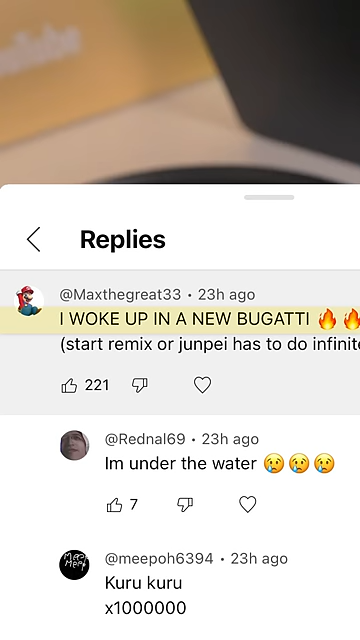 Replies
@Maxthegreat33 • 23h ago
I WOKE UP IN A NEW BUGATTI 🔥🔥
(start remix or junpei has to do
221
@Rednal69 • 23h ago
Im under the water 😢😢😢
7
@meepoh6394 • 23h ago
Kuru kuru
x1000000